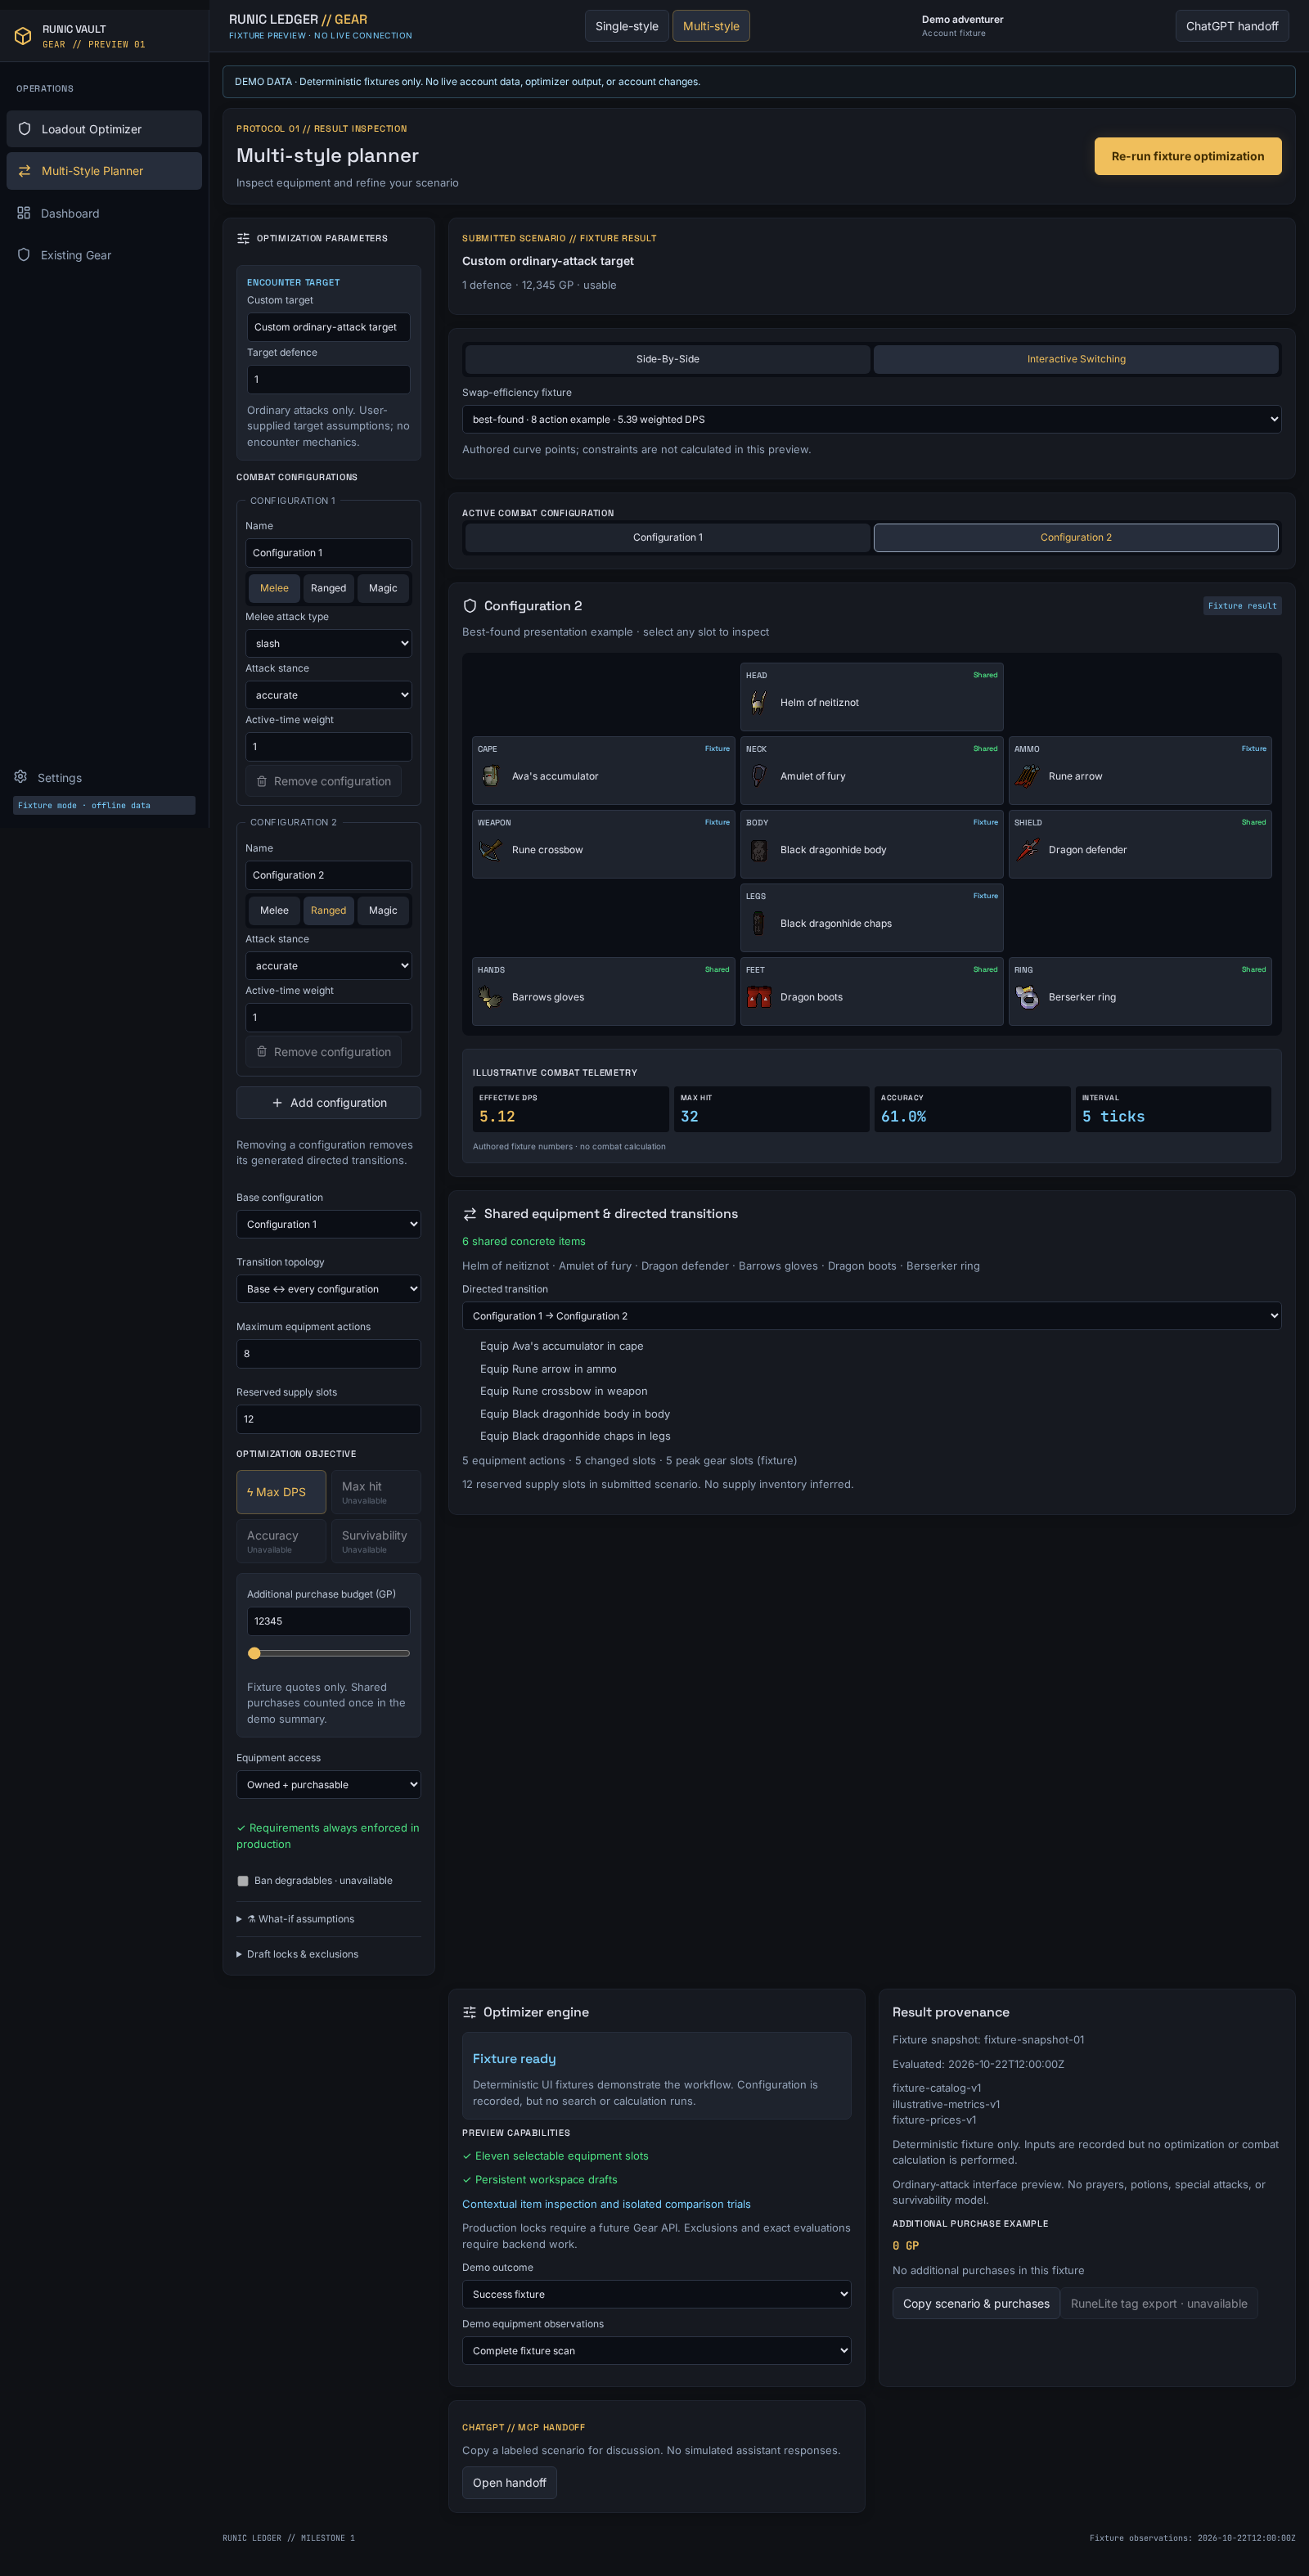 RUNIC VAULT
GEAR // PREVIEW 01
OPERATIONS
Loadout Optimizer
Multi-Style Planner
Dashboard
Existing Gear
Settings
Fixture mode · offline data
RUNIC LEDGER // GEAR
FIXTURE PREVIEW · NO LIVE CONNECTION
Single-style
Multi-style
Demo adventurer
Account fixture
ChatGPT handoff
DEMO DATA · Deterministic fixtures only. No live account data, optimizer output, or account changes.
PROTOCOL 01 // RESULT INSPECTION
Multi-style planner
Inspect equipment and refine your scenario
Re-run fixture optimization
OPTIMIZATION PARAMETERS
ENCOUNTER TARGET
Custom target
Custom ordinary-attack target
Target defence
1
Ordinary attacks only. User-
supplied target assumptions; no
encounter mechanics.
COMBAT CONFIGURATIONS
CONFIGURATION 1
Name
Configuration 1
Melee
Ranged
Magic
Melee attack type
slash
Attack stance
accurate
Active-time weight
1
Remove configuration
CONFIGURATION 2
Name
Configuration 2
Melee
Ranged
Magic
Attack stance
accurate
Active-time weight
1
Remove configuration
+ Add configuration
Removing a configuration removes
its generated directed transitions.
Base configuration
Configuration 1
Transition topology
Base ↔ every configuration
Maximum equipment actions
8
Reserved supply slots
12
OPTIMIZATION OBJECTIVE
ϟ Max DPS
Max hit
Unavailable
Accuracy
Unavailable
Survivability
Unavailable
Additional purchase budget (GP)
12345
Fixture quotes only. Shared
purchases counted once in the
demo summary.
Equipment access
Owned + purchasable
✓ Requirements always enforced in
production
Ban degradables · unavailable
▶ ⚗ What-if assumptions
▶ Draft locks & exclusions
SUBMITTED SCENARIO // FIXTURE RESULT
Custom ordinary-attack target
1 defence · 12,345 GP · usable
Side-By-Side
Interactive Switching
Swap-efficiency fixture
best-found · 8 action example · 5.39 weighted DPS
Authored curve points; constraints are not calculated in this preview.
ACTIVE COMBAT CONFIGURATION
Configuration 1
Configuration 2
Configuration 2
Fixture result
Best-found presentation example · select any slot to inspect
HEAD
Shared
Helm of neitiznot
CAPE
Fixture
Ava's accumulator
NECK
Shared
Amulet of fury
AMMO
Fixture
Rune arrow
WEAPON
Fixture
Rune crossbow
BODY
Fixture
Black dragonhide body
SHIELD
Shared
Dragon defender
LEGS
Fixture
Black dragonhide chaps
HANDS
Shared
Barrows gloves
FEET
Shared
Dragon boots
RING
Shared
Berserker ring
ILLUSTRATIVE COMBAT TELEMETRY
EFFECTIVE DPS
5.12
MAX HIT
32
ACCURACY
61.0%
INTERVAL
5 ticks
Authored fixture numbers · no combat calculation
Shared equipment & directed transitions
6 shared concrete items
Helm of neitiznot · Amulet of fury · Dragon defender · Barrows gloves · Dragon boots · Berserker ring
Directed transition
Configuration 1 → Configuration 2
Equip Ava's accumulator in cape
Equip Rune arrow in ammo
Equip Rune crossbow in weapon
Equip Black dragonhide body in body
Equip Black dragonhide chaps in legs
5 equipment actions · 5 changed slots · 5 peak gear slots (fixture)
12 reserved supply slots in submitted scenario. No supply inventory inferred.
Optimizer engine
Fixture ready
Deterministic UI fixtures demonstrate the workflow. Configuration is
recorded, but no search or calculation runs.
PREVIEW CAPABILITIES
✓ Eleven selectable equipment slots
✓ Persistent workspace drafts
Contextual item inspection and isolated comparison trials
Production locks require a future Gear API. Exclusions and exact evaluations
require backend work.
Demo outcome
Success fixture
Demo equipment observations
Complete fixture scan
Result provenance
Fixture snapshot: fixture-snapshot-01
Evaluated: 2026-10-22T12:00:00Z
fixture-catalog-v1
illustrative-metrics-v1
fixture-prices-v1
Deterministic fixture only. Inputs are recorded but no optimization or combat
calculation is performed.
Ordinary-attack interface preview. No prayers, potions, special attacks, or
survivability model.
ADDITIONAL PURCHASE EXAMPLE
0 GP
No additional purchases in this fixture
Copy scenario & purchases
RuneLite tag export · unavailable
CHATGPT // MCP HANDOFF
Copy a labeled scenario for discussion. No simulated assistant responses.
Open handoff
RUNIC LEDGER // MILESTONE 1
Fixture observations: 2026-10-22T12:00:00Z